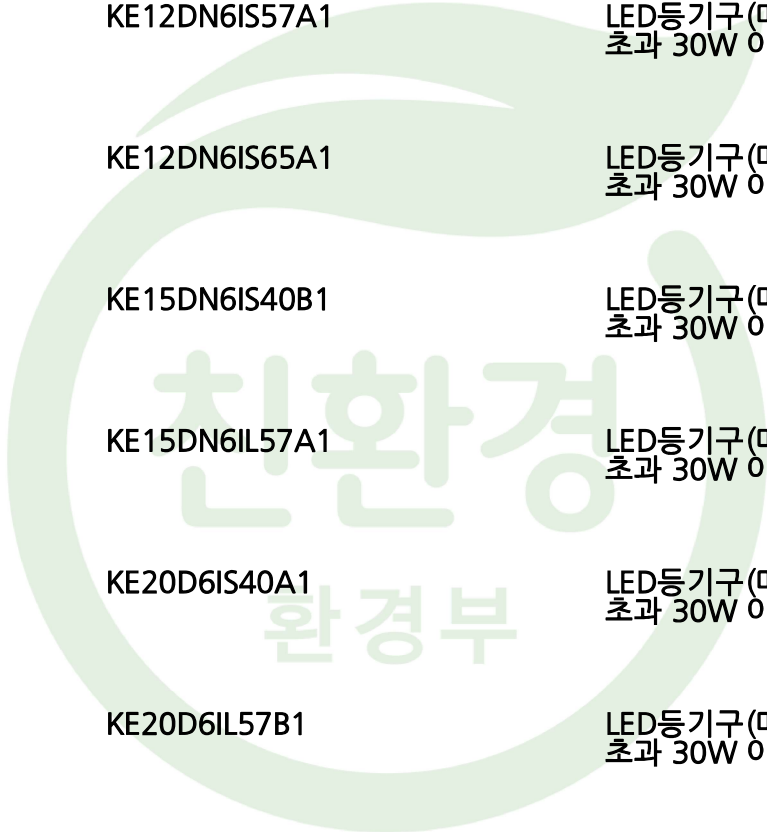 KE12DN6IS57A1
LED등기구(
초과 30W
KE12DN6IS65A1
LED등기구(
초과 30W
KE15DN6IS40B1
LED등기구(
초과 30W
친환경
KE15DN6IL57A1
LED등기구(
초과 30W
KE20D6IS40A1
LED등기구(
초과 30W
환경부
KE20D6IL57B1
LED등기구(
초과 30W